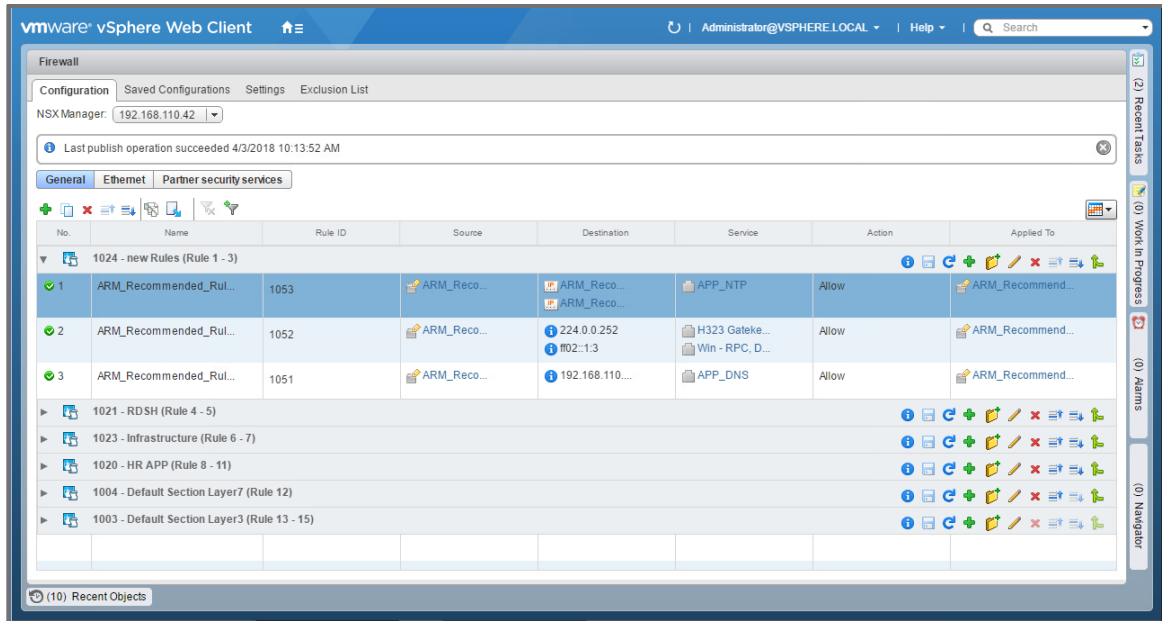 vmware® vSphere Web Client
Administrator@VSPHERE.LOCAL | Help | Search
Firewall
Configuration Saved Configurations Settings Exclusion List
NSX Manager: 192.168.110.42
Last publish operation succeeded 4/3/2018 10:13:52 AM
General Ethernet Partner security services
No. Name Rule ID Source Destination Service Action Applied To
1024 - new Rules (Rule 1 - 3)
1 ARM_Recommended_Rul... 1053 ARM_Reco... ARM_Reco... APP_NTP Allow ARM_Recommend...
ARM_Reco...
2 ARM_Recommended_Rul... 1052 ARM_Reco... 224.0.0.252 H323 Gateke... Allow ARM_Recommend...
ff02::1:3 Win - RPC, D...
3 ARM_Recommended_Rul... 1051 ARM_Reco... 192.168.110.... APP_DNS Allow ARM_Recommend...
1021 - RDSH (Rule 4 - 5)
1023 - Infrastructure (Rule 6 - 7)
1020 - HR APP (Rule 8 - 11)
1004 - Default Section Layer7 (Rule 12)
1003 - Default Section Layer3 (Rule 13 - 15)
(10) Recent Objects
(2) Recent Tasks
(0) Work In Progress
(0) Alarms
(0) Navigator